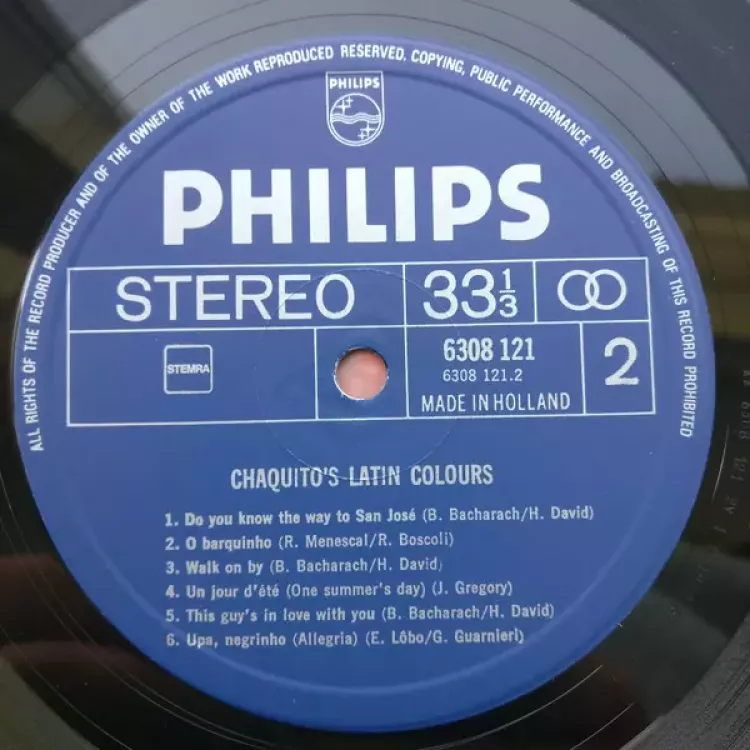 ALL RIGHTS OF THE RECORD PRODUCER AND OF THE OWNER OF THE WORK REPRODUCED RESERVED. COPYING, PUBLIC PERFORMANCE AND BROADCASTING OF THIS RECORD PROHIBITED
PHILIPS
PHILIPS
STEREO 33 1/3
STEMRA
6308 121
6308 121.2
MADE IN HOLLAND
2
CHAQUITO'S LATIN COLOURS
1. Do you know the way to San José (B. Bacharach/H. David)
2. O barquinho (R. Menescal/R. Boscoli)
3. Walk on by (B. Bacharach/H. David)
4. Un jour d'été (One summer's day) (J. Gregory)
5. This guy's in love with you (B. Bacharach/H. David)
6. Upa, negrinho (Allegria) (E. Lôbo/G. Guarnieri)